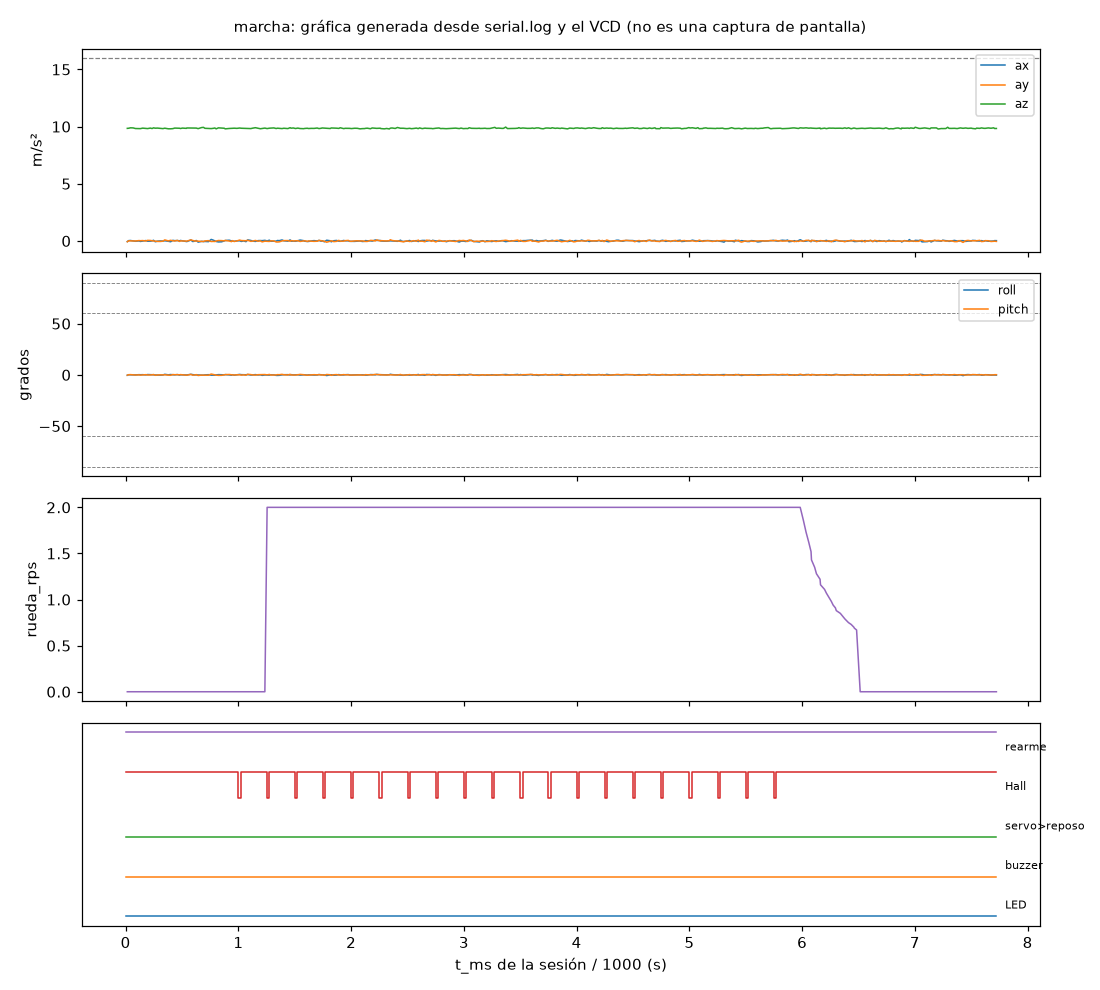 marcha: gráfica generada desde serial.log y el VCD (no es una captura de pantalla)
15
10
5
0
m/s²
ax
ay
az
50
0
−50
grados
roll
pitch
2.0
1.5
1.0
0.5
0.0
rueda_rps
rearme
Hall
servo>reposo
buzzer
LED
0 1 2 3 4 5 6 7 8
t_ms de la sesión / 1000 (s)